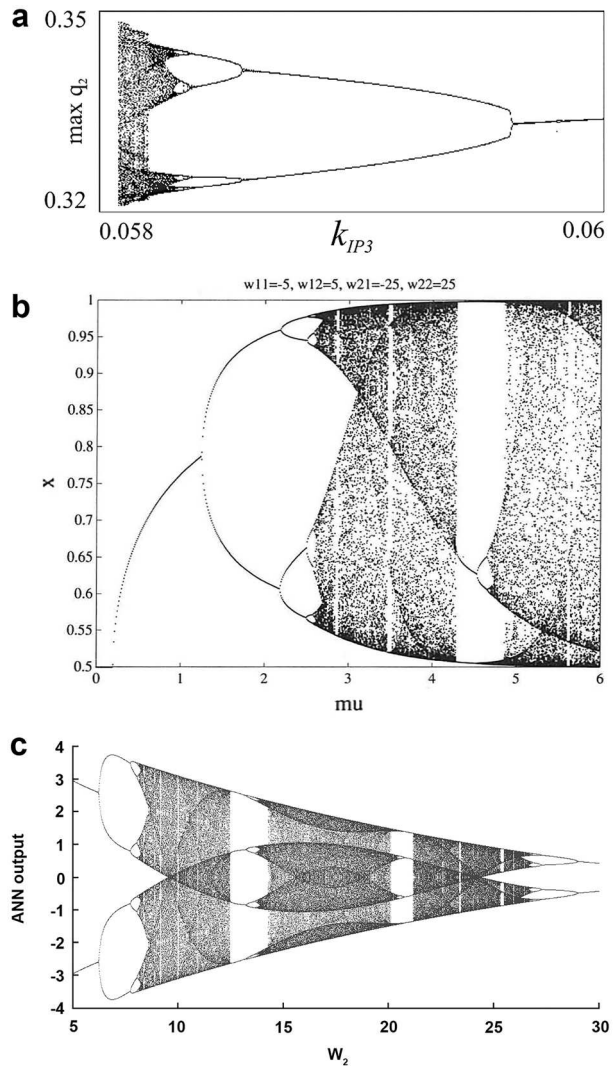 a
0.35
max q2
0.32
0.058
kIP3
0.06
w11=-5, w12=5, w21=-25, w22=25
b
1
0.95
0.9
0.85
0.8
x
0.75
0.7
0.65
0.6
0.55
0.5
0 1 2 3 4 5 6
mu
c
4
3
2
1
ANN output
0
-1
-2
-3
-4
5 10 15 20 25 30
W2